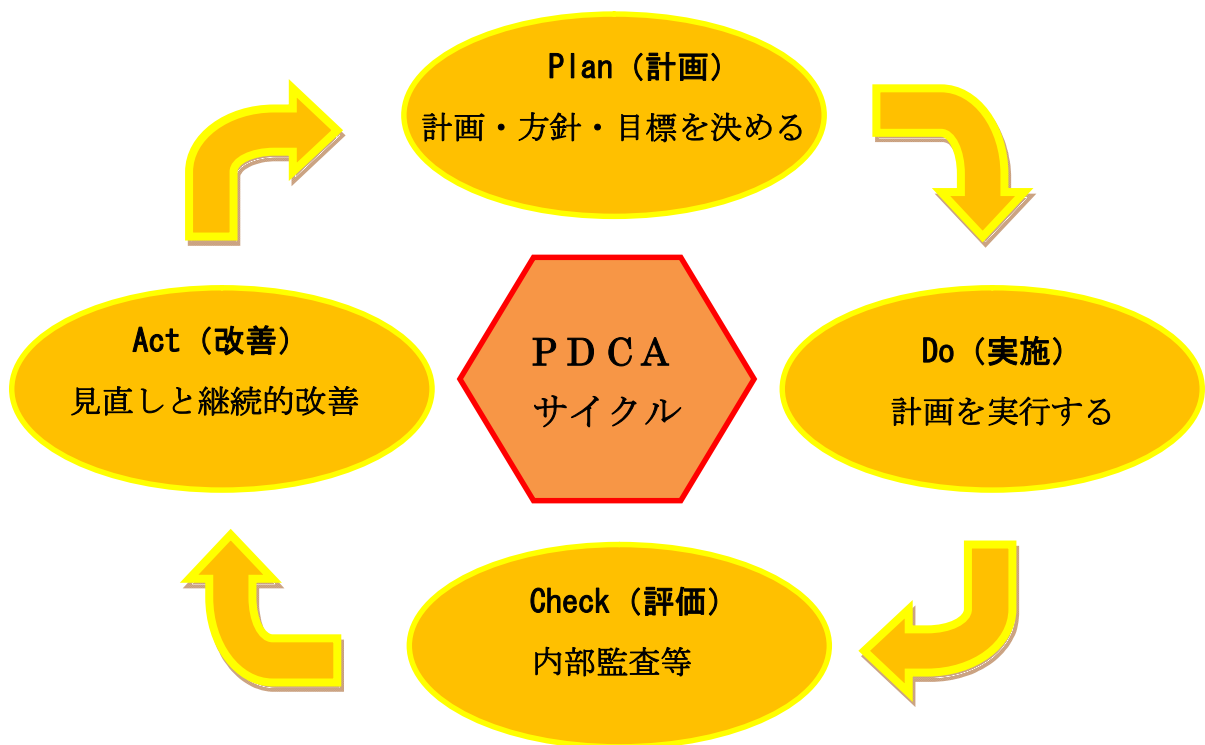 Plan（計画）
計画・方針・目標を決める
Act（改善）
見直しと継続的改善
ＰＤＣＡ
サイクル
Do（実施）
計画を実行する
Check（評価）
内部監査等